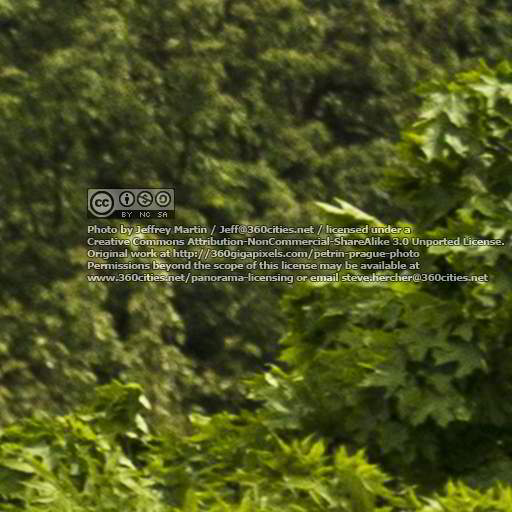 cc BY NC SA
Photo by Jeffrey Martin / Jeff@360cities.net / licensed under a
Creative Commons Attribution-NonCommercial-ShareAlike 3.0 Unported License.
Original work at http://360gigapixels.com/petrin-prague-photo
Permissions beyond the scope of this license may be available at
www.360cities.net/panorama-licensing or email steve.hercher@360cities.net